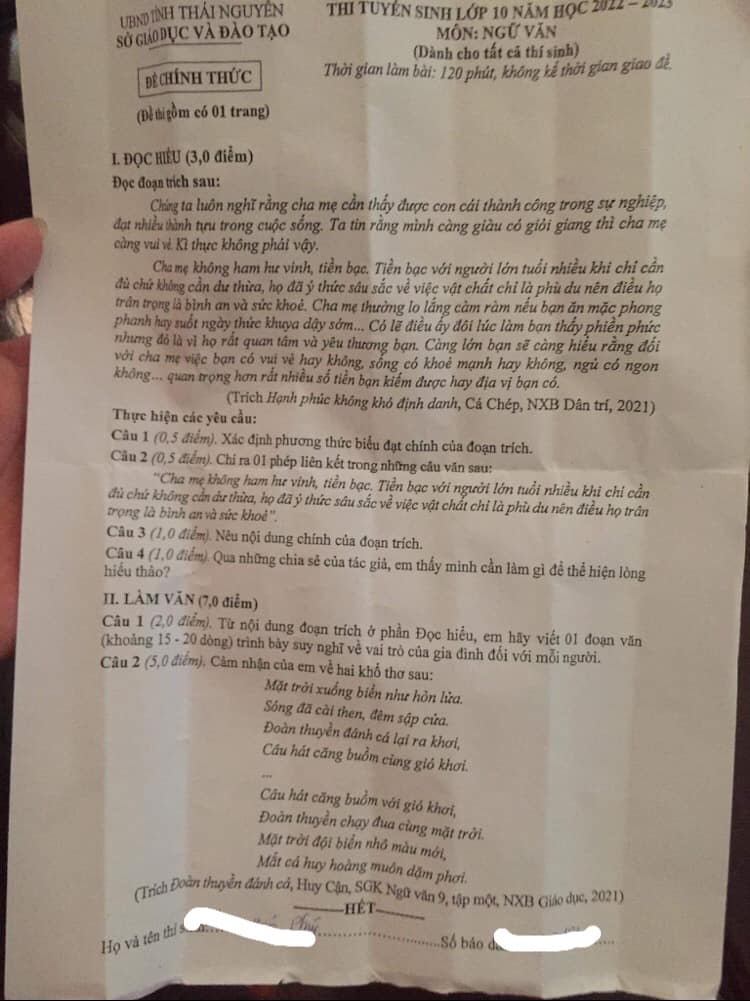 UBND TỈNH THÁI NGUYÊN
SỞ GIÁO DỤC VÀ ĐÀO TẠO
ĐỀ CHÍNH THỨC
(Đề thi gồm có 01 trang)
THI TUYỂN SINH LỚP 10 NĂM HỌC 2022 – 2023
MÔN: NGỮ VĂN
(Dành cho tất cả thí sinh)
Thời gian làm bài: 120 phút, không kể thời gian giao đề.
I. ĐỌC HIỂU (3,0 điểm)
Đọc đoạn trích sau:
Chúng ta luôn nghĩ rằng cha mẹ cần thấy được con cái thành công trong sự nghiệp,
đạt nhiều thành tựu trong cuộc sống. Ta tin rằng mình càng giàu có giỏi giang thì cha mẹ
càng vui vẻ. Kì thực không phải vậy.
Cha mẹ không ham hư vinh, tiền bạc. Tiền bạc với người lớn tuổi nhiều khi chỉ cần
đủ chứ không cần dư thừa, họ đã ý thức sâu sắc về việc vật chất chỉ là phù du nên điều họ
trân trọng là bình an và sức khoẻ. Cha mẹ thường lo lắng càm ràm nếu bạn ăn mặc phong
phanh hay suốt ngày thức khuya dậy sớm... Có lẽ điều ấy đôi lúc làm bạn thấy phiền phức
nhưng đó là vì họ rất quan tâm và yêu thương bạn. Càng lớn bạn sẽ càng hiểu rằng đối
với cha mẹ việc bạn có vui vẻ hay không, sống có khoẻ mạnh hay không, ngủ có ngon
không... quan trọng hơn rất nhiều số tiền bạn kiếm được hay địa vị bạn có.
(Trích Hạnh phúc không khó định danh, Cá Chép, NXB Dân trí, 2021)
Thực hiện các yêu cầu:
Câu 1 (0,5 điểm). Xác định phương thức biểu đạt chính của đoạn trích.
Câu 2 (0,5 điểm). Chỉ ra 01 phép liên kết trong những câu văn sau:
"Cha mẹ không ham hư vinh, tiền bạc. Tiền bạc với người lớn tuổi nhiều khi chỉ cần
đủ chứ không cần dư thừa, họ đã ý thức sâu sắc về việc vật chất chỉ là phù du nên điều họ trân
trọng là bình an và sức khoẻ".
Câu 3 (1,0 điểm). Nêu nội dung chính của đoạn trích.
Câu 4 (1,0 điểm). Qua những chia sẻ của tác giả, em thấy mình cần làm gì để thể hiện lòng
hiếu thảo?
II. LÀM VĂN (7,0 điểm)
Câu 1 (2,0 điểm). Từ nội dung đoạn trích ở phần Đọc hiểu, em hãy viết 01 đoạn văn
(khoảng 15 - 20 dòng) trình bày suy nghĩ về vai trò của gia đình đối với mỗi người.
Câu 2 (5,0 điểm). Cảm nhận của em về hai khổ thơ sau:
Mặt trời xuống biển như hòn lửa.
Sóng đã cài then, đêm sập cửa.
Đoàn thuyền đánh cá lại ra khơi,
Câu hát căng buồm cùng gió khơi.
...
Câu hát căng buồm với gió khơi,
Đoàn thuyền chạy đua cùng mặt trời.
Mặt trời đội biển nhô màu mới,
Mắt cá huy hoàng muôn dặm phơi.
(Trích Đoàn thuyền đánh cá, Huy Cận, SGK Ngữ văn 9, tập một, NXB Giáo dục, 2021)
HẾT
Họ và tên thí Số báo